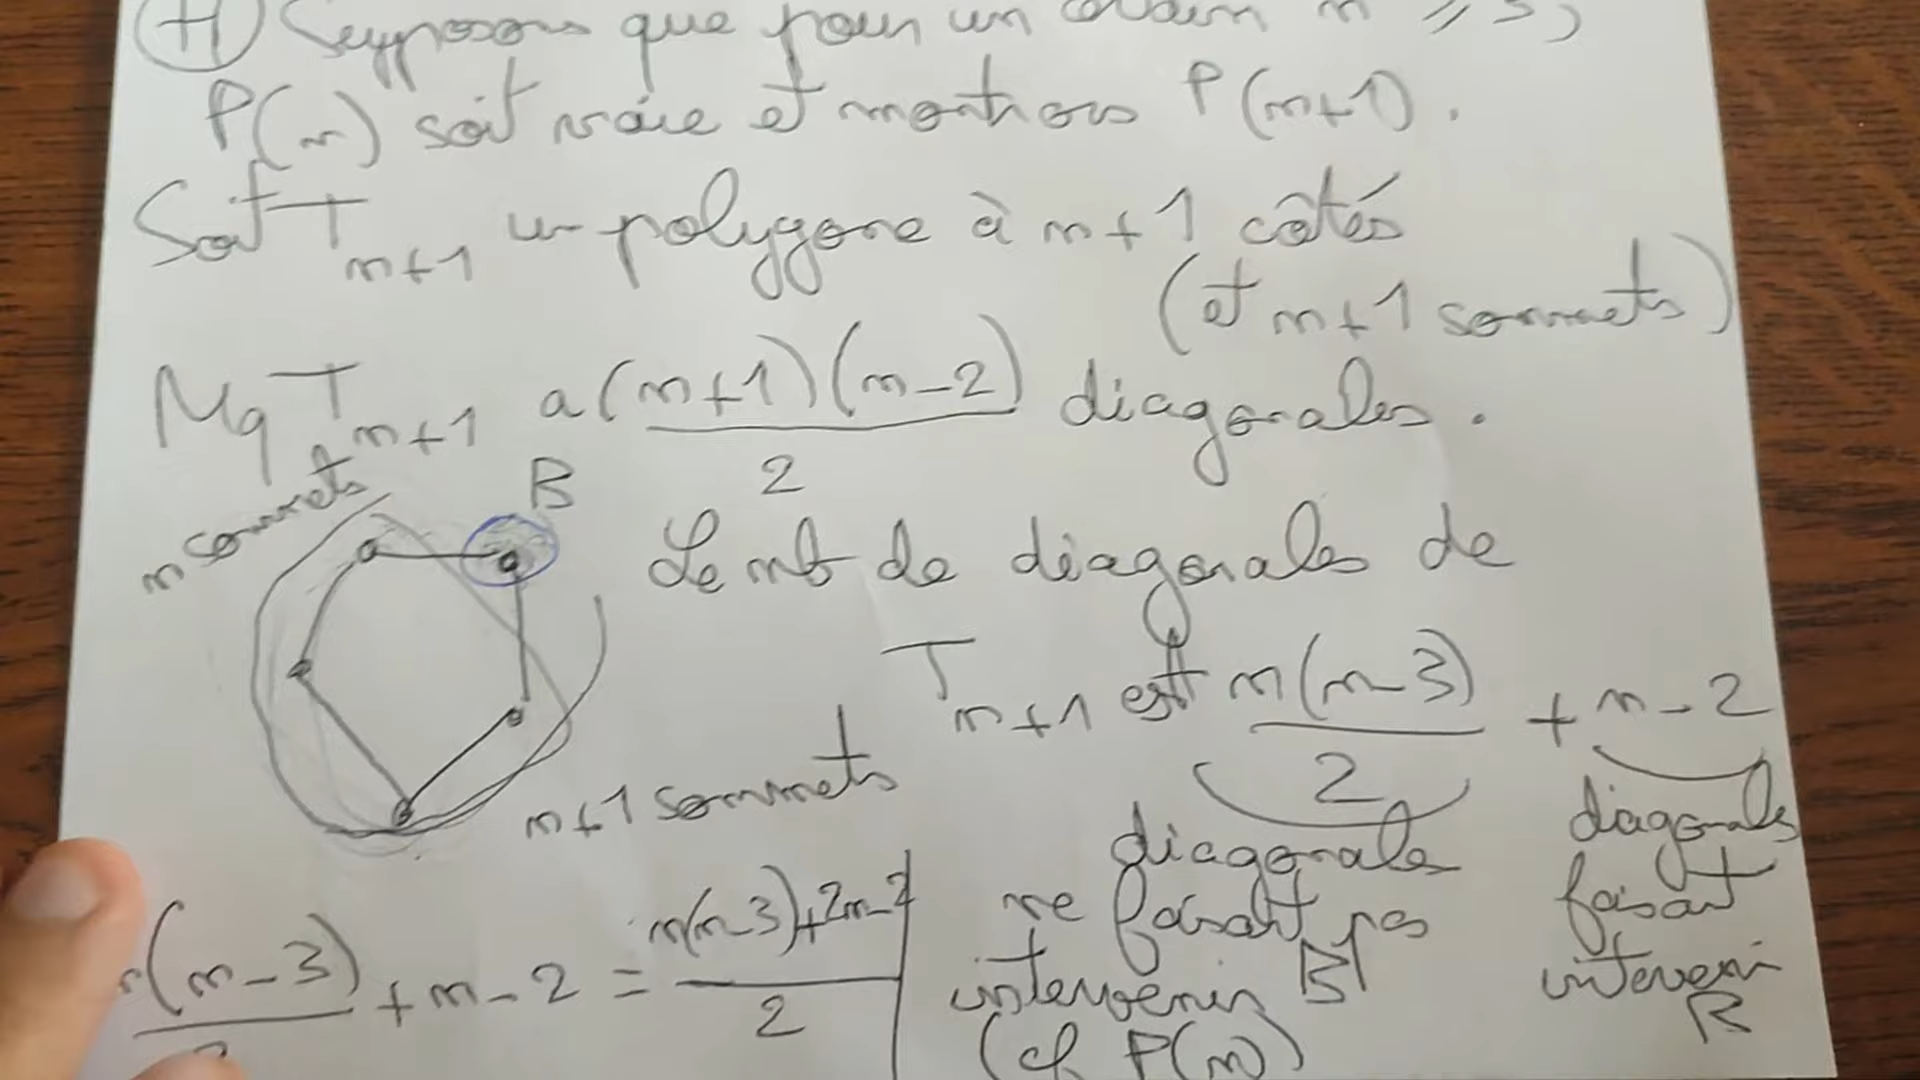 (H) Supposons que pour un certain n ⩾ 3,
P(n) soit vraie et montrons P(n+1).
Soit T_{n+1} un polygone à n+1 côtés
(et n+1 sommets)
Mq T_{n+1} a (n+1)(n-2)/2 diagonales.
n sommets
B
Le nb de diagonales de
T_{n+1} est n(n-3)/2 + n-2
n+1 sommets
diagonales
ne faisant pas
intervenir B
(cf P(n))
diagonales
faisant
intervenir
B
n(n-3)/2 + n-2 = n(n-3)+2n-2/2